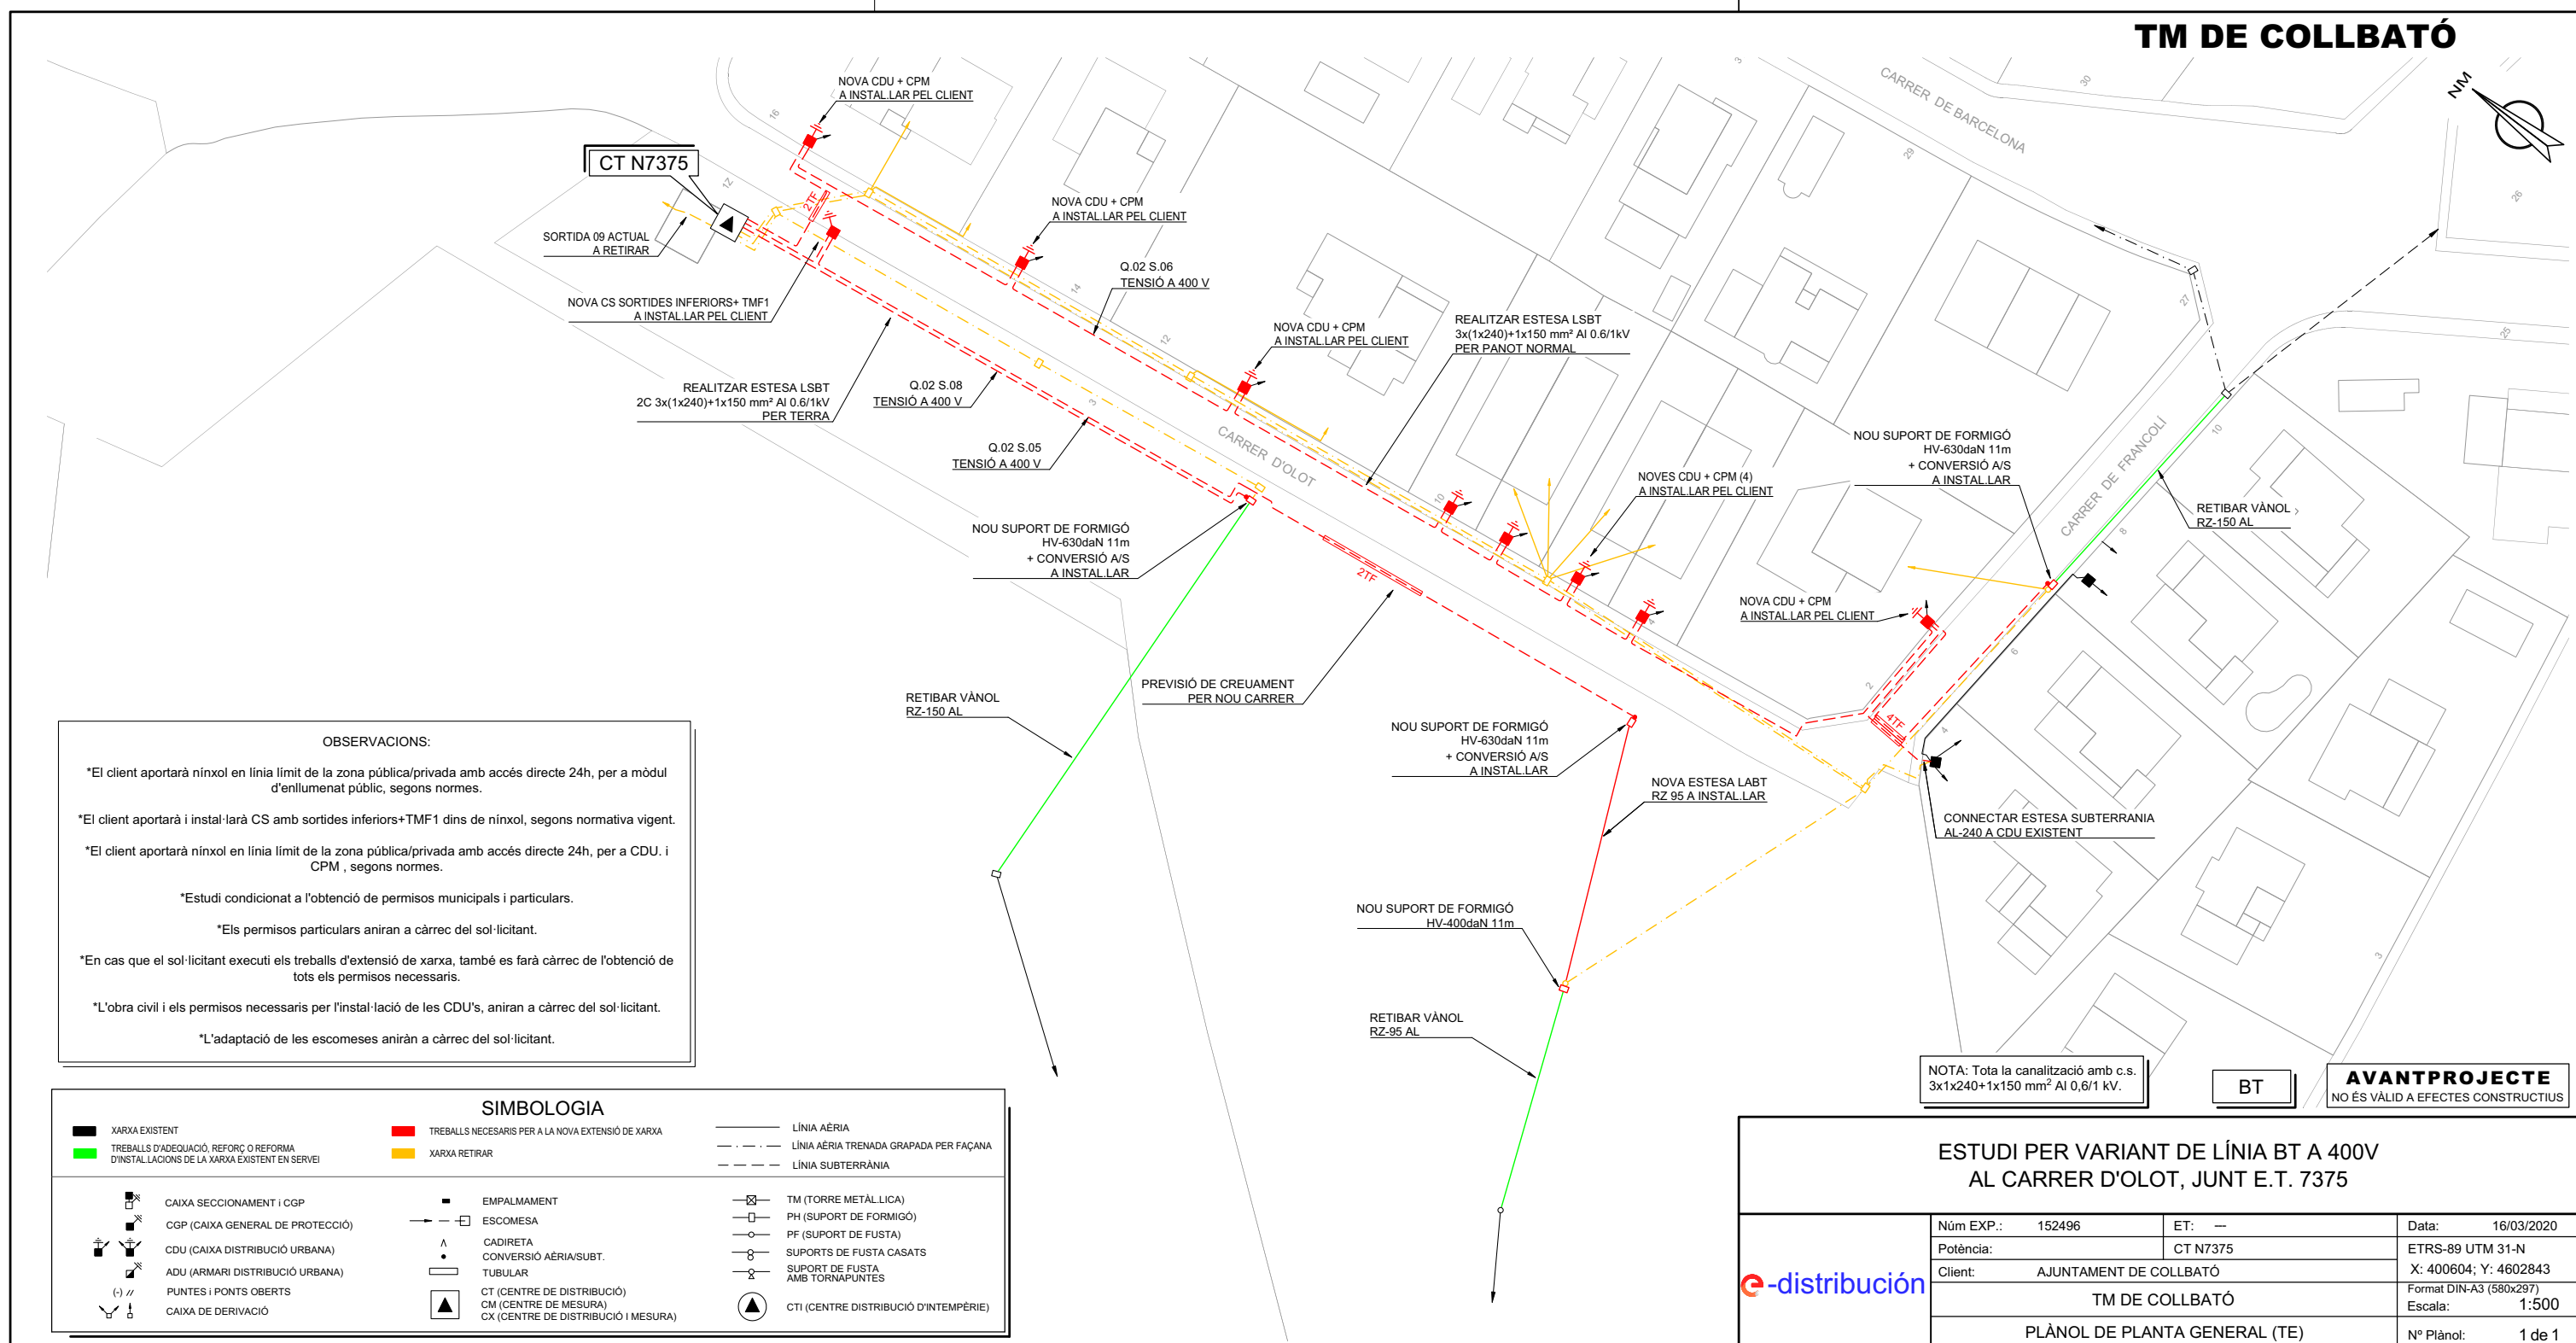 TM DE COLLBATÓ
NM
NOVA CDU + CPM
A INSTAL.LAR PEL CLIENT
CT N7375
SORTIDA 09 ACTUAL
A RETIRAR
NOVA CS SORTIDES INFERIORS+ TMF1
A INSTAL.LAR PEL CLIENT
2TF
16
1Z
NOVA CDU + CPM
A INSTAL.LAR PEL CLIENT
14
Q.02 S.06
TENSIÓ A 400 V
12
NOVA CDU + CPM
A INSTAL.LAR PEL CLIENT
REALITZAR ESTESA LSBT
3x(1x240)+1x150 mm² Al 0.6/1kV
PER PANOT NORMAL
REALITZAR ESTESA LSBT
2C 3x(1x240)+1x150 mm² Al 0.6/1kV
PER TERRA
Q.02 S.08
TENSIÓ A 400 V
3
Q.02 S.05
TENSIÓ A 400 V
CARRER D'OLOT
CARRER DE BARCELONA
3
30
29
26
27
25
CARRER DE FRANCOLÍ
10
8
6
4
2
10
4
3
NOU SUPORT DE FORMIGÓ
HV-630daN 11m
+ CONVERSIÓ A/S
A INSTAL.LAR
NOVES CDU + CPM (4)
A INSTAL.LAR PEL CLIENT
NOU SUPORT DE FORMIGÓ
HV-630daN 11m
+ CONVERSIÓ A/S
A INSTAL.LAR
RETIBAR VÀNOL
RZ-150 AL
2TF
NOVA CDU + CPM
A INSTAL.LAR PEL CLIENT
4TF
PREVISIÓ DE CREUAMENT
PER NOU CARRER
RETIBAR VÀNOL
RZ-150 AL
NOU SUPORT DE FORMIGÓ
HV-630daN 11m
+ CONVERSIÓ A/S
A INSTAL.LAR
NOVA ESTESA LABT
RZ 95 A INSTAL.LAR
CONNECTAR ESTESA SUBTERRANIA
AL-240 A CDU EXISTENT
NOU SUPORT DE FORMIGÓ
HV-400daN 11m
RETIBAR VÀNOL
RZ-95 AL
OBSERVACIONS:
*El client aportarà nínxol en línia límit de la zona pública/privada amb accés directe 24h, per a mòdul
d'enllumenat públic, segons normes.
*El client aportarà i instal·larà CS amb sortides inferiors+TMF1 dins de nínxol, segons normativa vigent.
*El client aportarà nínxol en línia límit de la zona pública/privada amb accés directe 24h, per a CDU. i
CPM , segons normes.
*Estudi condicionat a l'obtenció de permisos municipals i particulars.
*Els permisos particulars aniran a càrrec del sol·licitant.
*En cas que el sol·licitant executi els treballs d'extensió de xarxa, també es farà càrrec de l'obtenció de
tots els permisos necessaris.
*L'obra civil i els permisos necessaris per l'instal·lació de les CDU's, aniran a càrrec del sol·licitant.
*L'adaptació de les escomeses aniràn a càrrec del sol·licitant.
SIMBOLOGIA
XARXA EXISTENT
TREBALLS D'ADEQUACIÓ, REFORÇ O REFORMA
D'INSTAL.LACIONS DE LA XARXA EXISTENT EN SERVEI
TREBALLS NECESARIS PER A LA NOVA EXTENSIÓ DE XARXA
XARXA RETIRAR
LÍNIA AÈRIA
LÍNIA AÈRIA TRENADA GRAPADA PER FAÇANA
LÍNIA SUBTERRÀNIA
CAIXA SECCIONAMENT i CGP
CGP (CAIXA GENERAL DE PROTECCIÓ)
CDU (CAIXA DISTRIBUCIÓ URBANA)
ADU (ARMARI DISTRIBUCIÓ URBANA)
(-) // PUNTES i PONTS OBERTS
CAIXA DE DERIVACIÓ
EMPALMAMENT
ESCOMESA
CADIRETA
CONVERSIÓ AÈRIA/SUBT.
TUBULAR
CT (CENTRE DE DISTRIBUCIÓ)
CM (CENTRE DE MESURA)
CX (CENTRE DE DISTRIBUCIÓ I MESURA)
TM (TORRE METÀL.LICA)
PH (SUPORT DE FORMIGÓ)
PF (SUPORT DE FUSTA)
SUPORTS DE FUSTA CASATS
SUPORT DE FUSTA
AMB TORNAPUNTES
CTI (CENTRE DISTRIBUCIÓ D'INTEMPÈRIE)
NOTA: Tota la canalització amb c.s.
3x1x240+1x150 mm² Al 0,6/1 kV.
BT
AVANTPROJECTE
NO ÉS VÀLID A EFECTES CONSTRUCTIUS
ESTUDI PER VARIANT DE LÍNIA BT A 400V
AL CARRER D'OLOT, JUNT E.T. 7375
e-distribución
Núm EXP.: 152496
ET: ---
Data: 16/03/2020
Potència:
CT N7375
ETRS-89 UTM 31-N
X: 400604; Y: 4602843
Client: AJUNTAMENT DE COLLBATÓ
TM DE COLLBATÓ
Format DIN-A3 (580x297)
Escala: 1:500
PLÀNOL DE PLANTA GENERAL (TE)
Nº Plànol: 1 de 1